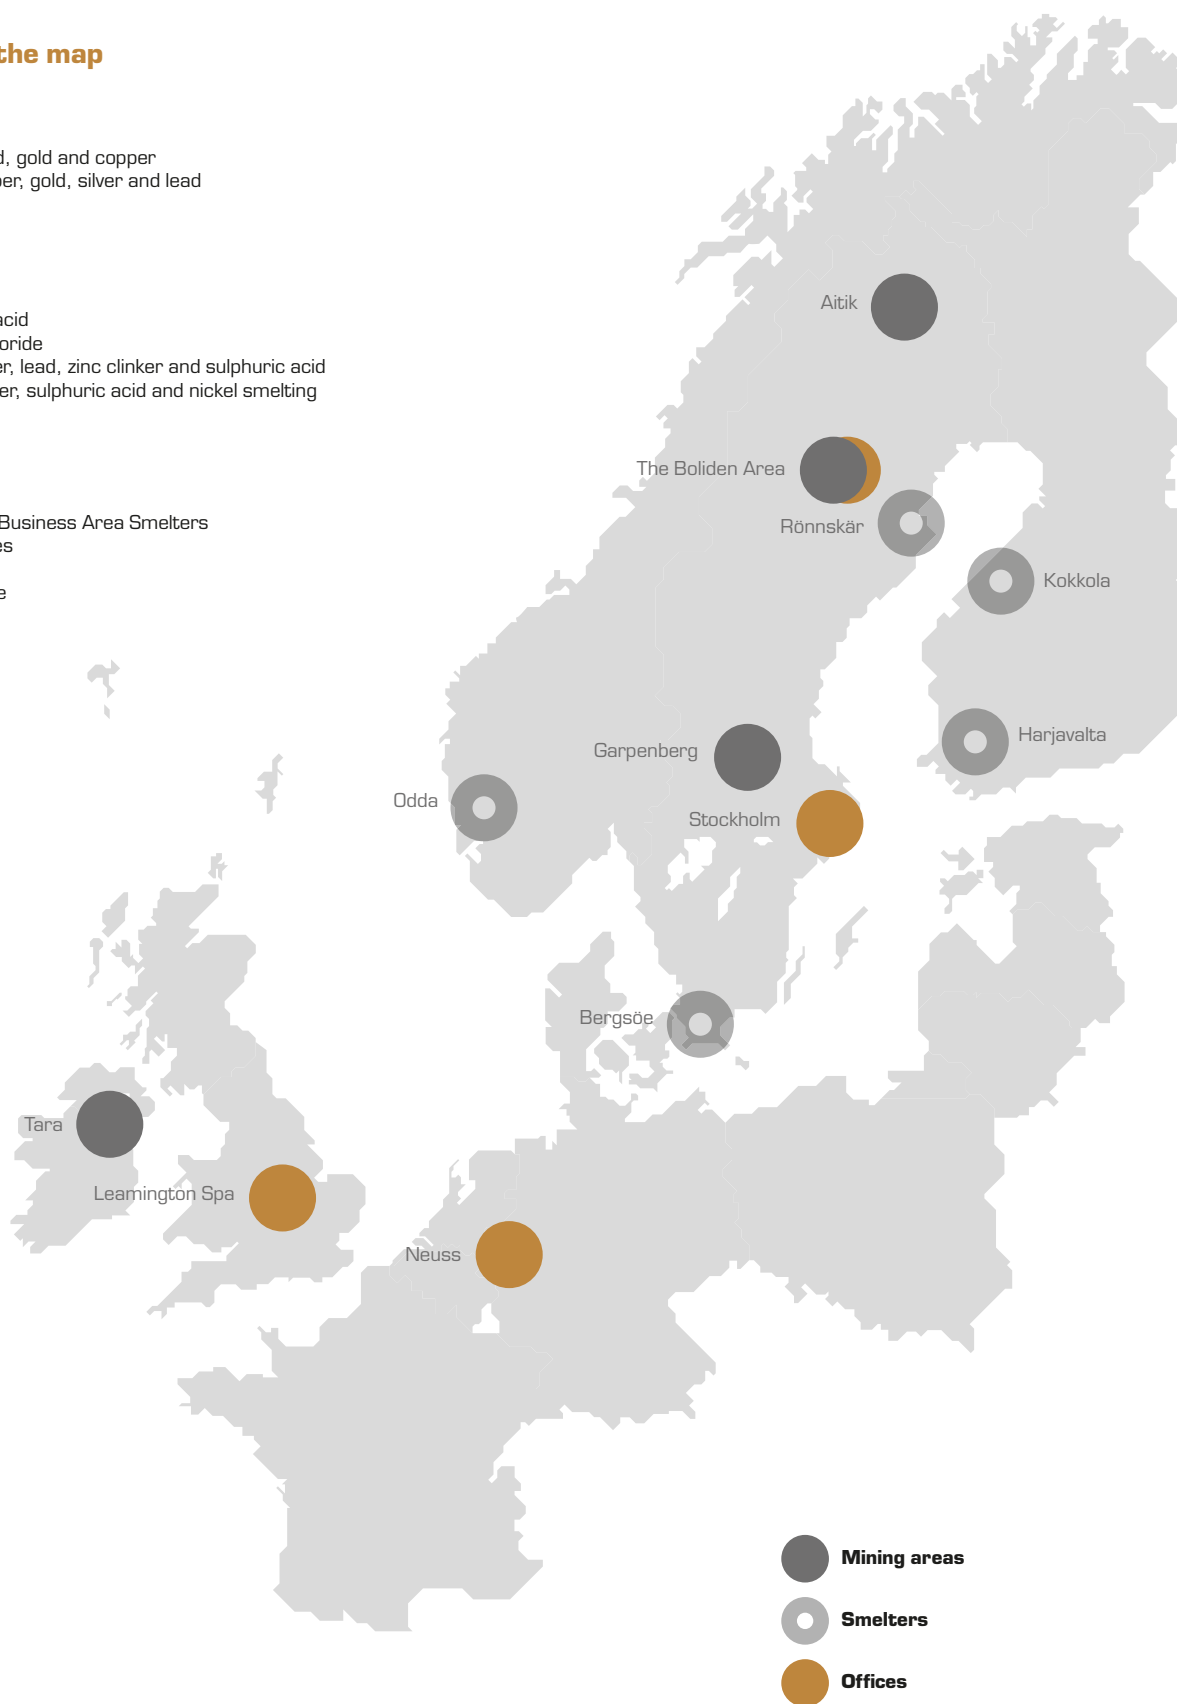 the map
, gold and copper
er, gold, silver and lead
acid
oride
er, lead, zinc clinker and sulphuric acid
er, sulphuric acid and nickel smelting
Business Area Smelters
es
e
Aitik
The Boliden Area
Rönnskär
Kokkola
Harjavalta
Garpenberg
Odda
Stockholm
Bergsöe
Tara
Leamington Spa
Neuss
Mining areas
Smelters
Offices